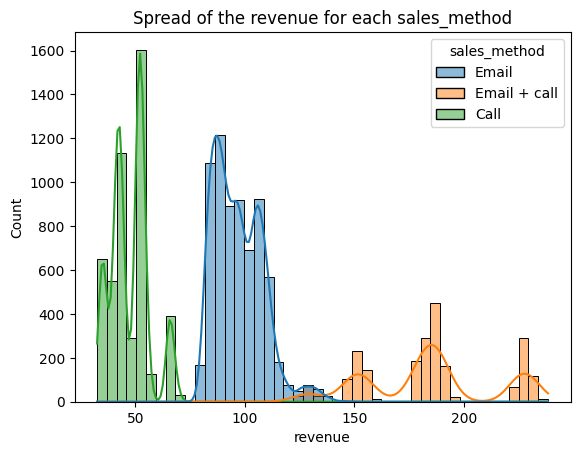 Spread of the revenue for each sales_method
sales_method
Email
Email + call
Call
1600
1400
1200
1000
800
600
400
200
0
Count
50
100
150
200
revenue